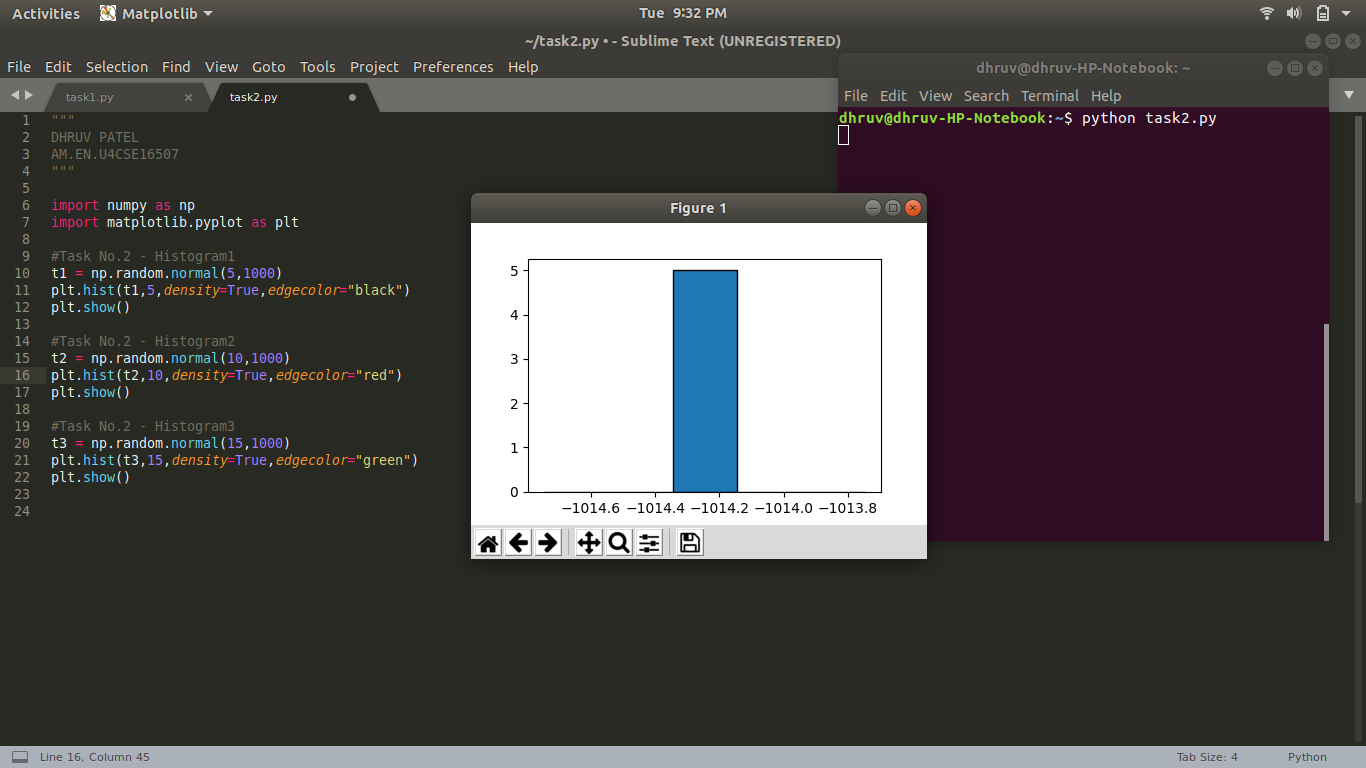 Activities Matplotlib Tue 9:32 PM
~/task2.py • - Sublime Text (UNREGISTERED)
File Edit Selection Find View Goto Tools Project Preferences Help
task1.py × task2.py
1 """
2 DHRUV PATEL
3 AM.EN.U4CSE16507
4 """
5
6 import numpy as np
7 import matplotlib.pyplot as plt
8
9 #Task No.2 - Histogram1
10 t1 = np.random.normal(5,1000)
11 plt.hist(t1,5,density=True,edgecolor="black")
12 plt.show()
13
14 #Task No.2 - Histogram2
15 t2 = np.random.normal(10,1000)
16 plt.hist(t2,10,density=True,edgecolor="red")
17 plt.show()
18
19 #Task No.2 - Histogram3
20 t3 = np.random.normal(15,1000)
21 plt.hist(t3,15,density=True,edgecolor="green")
22 plt.show()
23
24
dhruv@dhruv-HP-Notebook: ~
File Edit View Search Terminal Help
dhruv@dhruv-HP-Notebook:~$ python task2.py
Figure 1
5
4
3
2
1
0
−1014.6 −1014.4 −1014.2 −1014.0 −1013.8
Line 16, Column 45 Tab Size: 4 Python